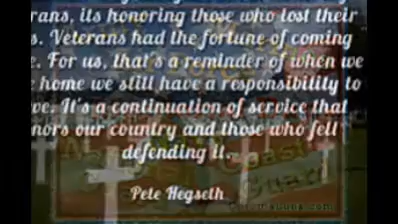 rans, its honoring those who lost their
s. Veterans had the fortune of coming
e. For us, that's a reminder of when we
home we still have a responsibility to
ve. It's a continuation of service that
nors our country and those who fell
defending it.
Pete Hegseth
Coast
Guard